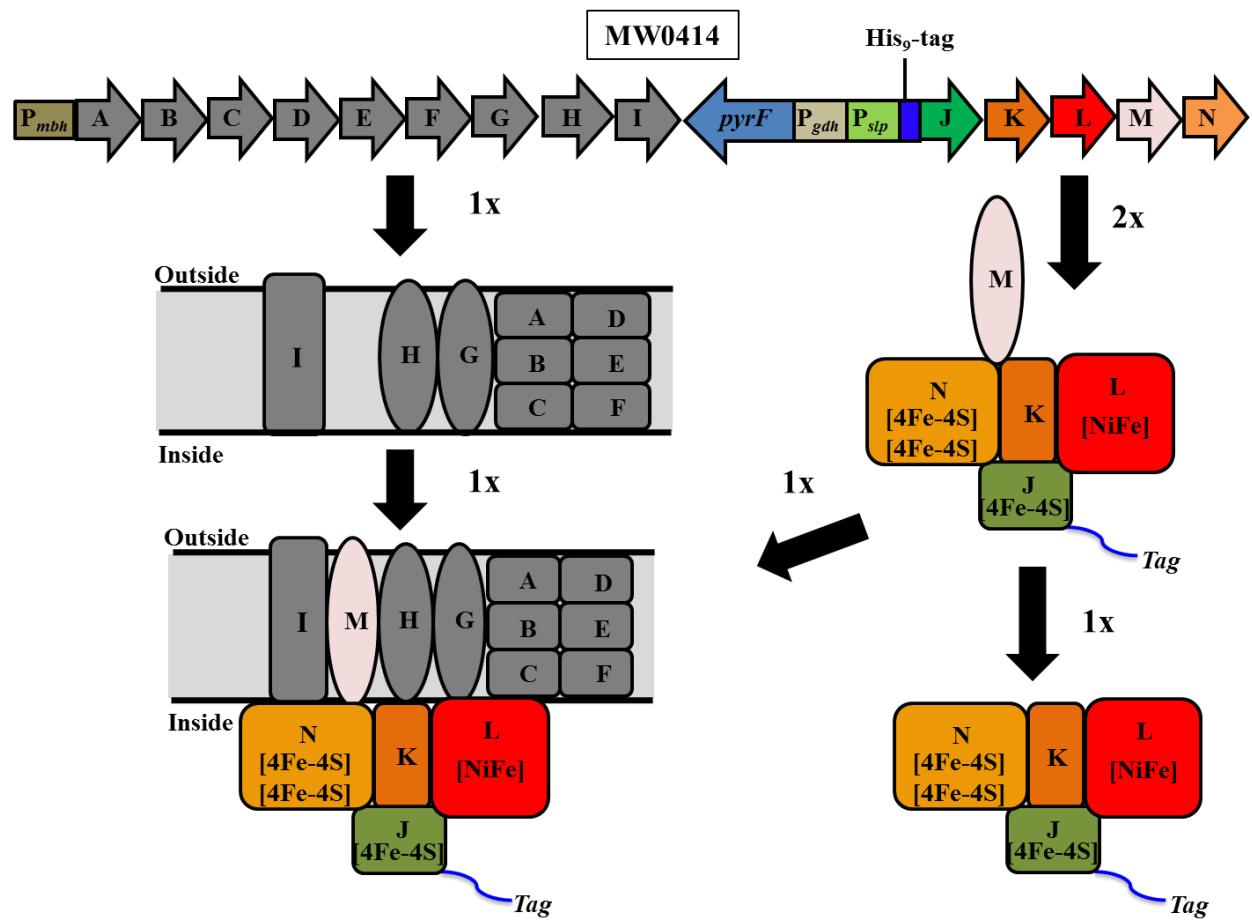 MW0414
His₉-tag
Pmbh A B C D E F G H I pyrF Pgdh Pslp J K L M N
1x
2x
Outside
I H G A D
B E
C F
Inside
M
N
[4Fe-4S]
[4Fe-4S]
K
L
[NiFe]
J
[4Fe-4S]
Tag
1x
1x
1x
Outside
I M H G A D
B E
C F
Inside
N
[4Fe-4S]
[4Fe-4S]
K
L
[NiFe]
J
[4Fe-4S]
Tag
N
[4Fe-4S]
[4Fe-4S]
K
L
[NiFe]
J
[4Fe-4S]
Tag